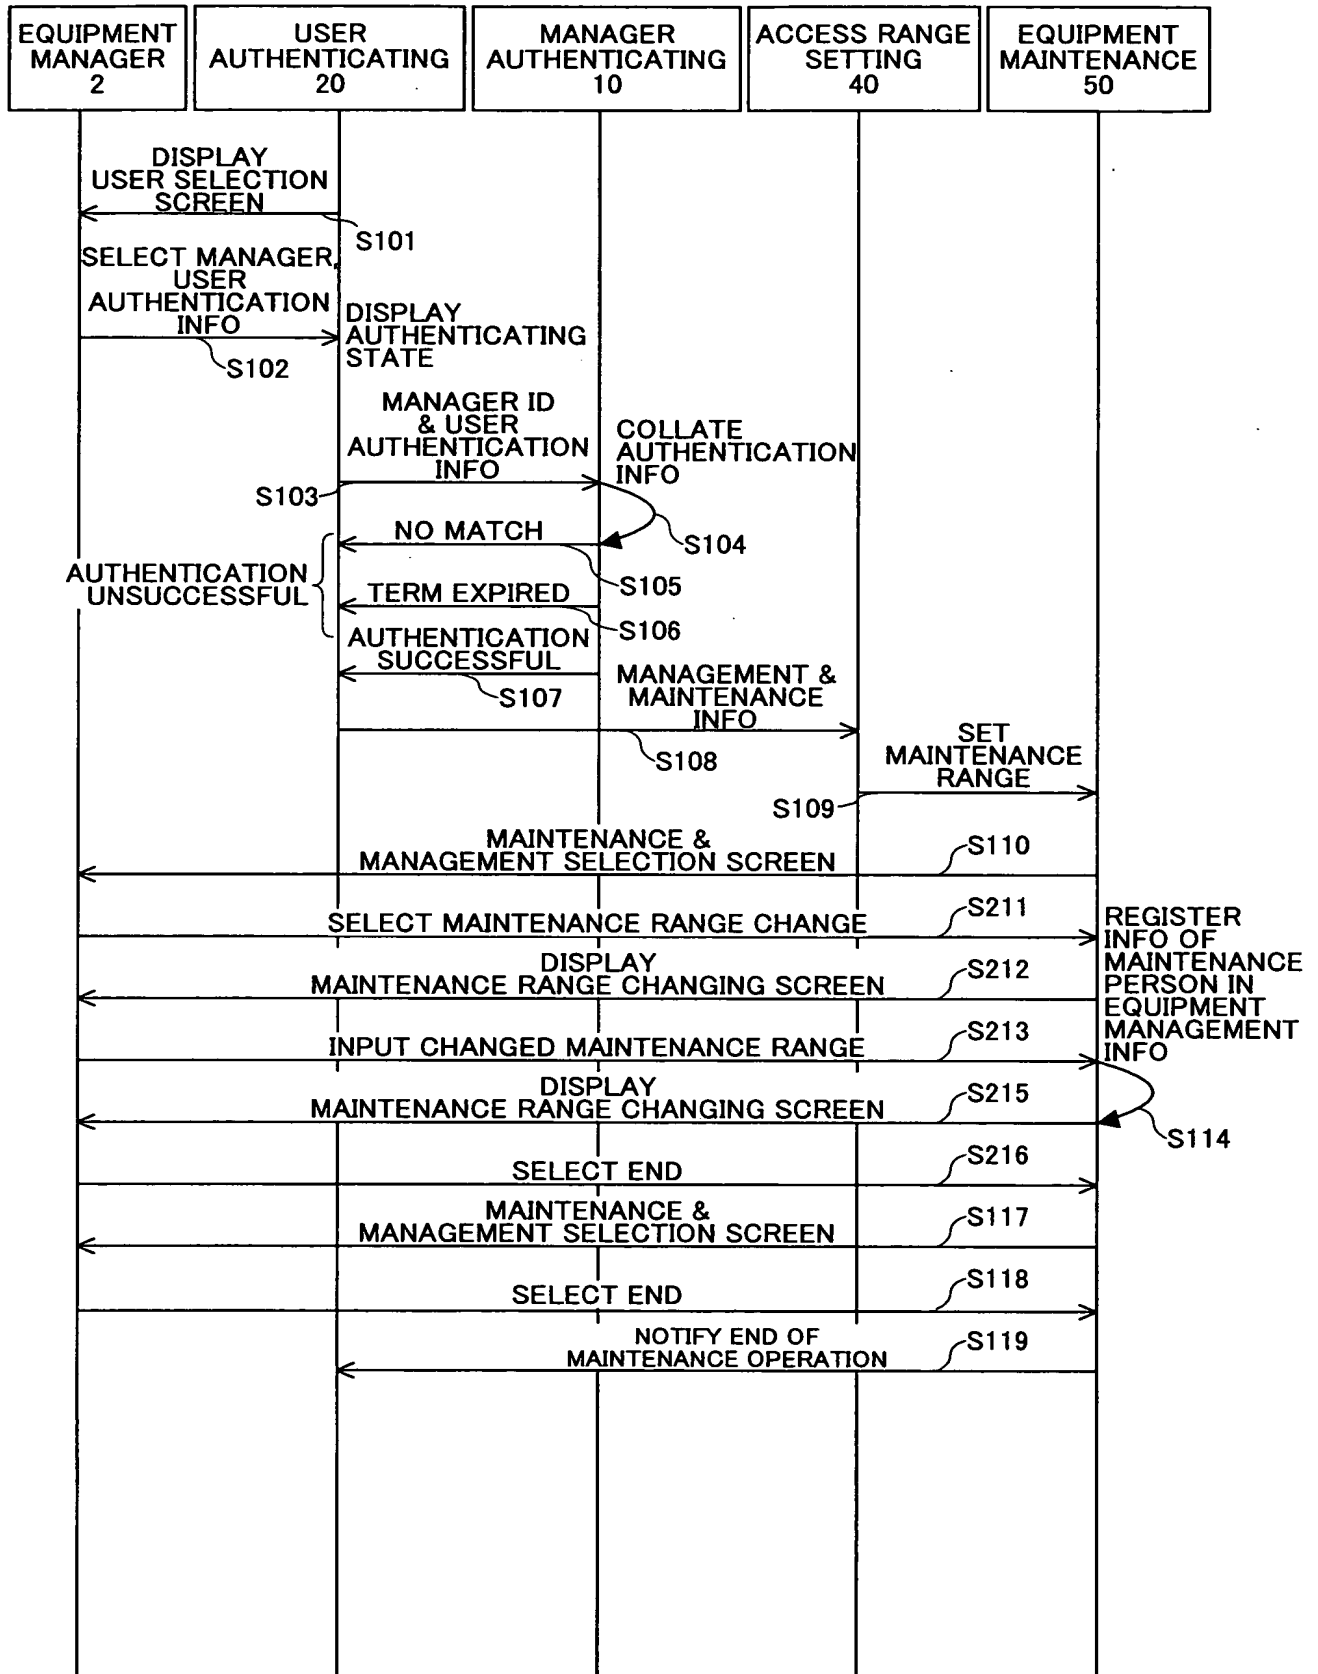 EQUIPMENT
MANAGER
2
USER
AUTHENTICATING
20
MANAGER
AUTHENTICATING
10
ACCESS RANGE
SETTING
40
EQUIPMENT
MAINTENANCE
50
DISPLAY
USER SELECTION
SCREEN
S101
SELECT MANAGER,
USER
AUTHENTICATION
INFO
S102
DISPLAY
AUTHENTICATING
STATE
MANAGER ID
& USER
AUTHENTICATION
INFO
S103
COLLATE
AUTHENTICATION
INFO
S104
NO MATCH
S105
AUTHENTICATION
UNSUCCESSFUL
TERM EXPIRED
S106
AUTHENTICATION
SUCCESSFUL
S107
MANAGEMENT &
MAINTENANCE
INFO
S108
SET
MAINTENANCE
RANGE
S109
MAINTENANCE &
MANAGEMENT SELECTION SCREEN
S110
SELECT MAINTENANCE RANGE CHANGE
S211
REGISTER
INFO OF
MAINTENANCE
PERSON IN
EQUIPMENT
MANAGEMENT
INFO
DISPLAY
MAINTENANCE RANGE CHANGING SCREEN
S212
INPUT CHANGED MAINTENANCE RANGE
S213
DISPLAY
MAINTENANCE RANGE CHANGING SCREEN
S215
S114
SELECT END
S216
MAINTENANCE &
MANAGEMENT SELECTION SCREEN
S117
SELECT END
S118
NOTIFY END OF
MAINTENANCE OPERATION
S119